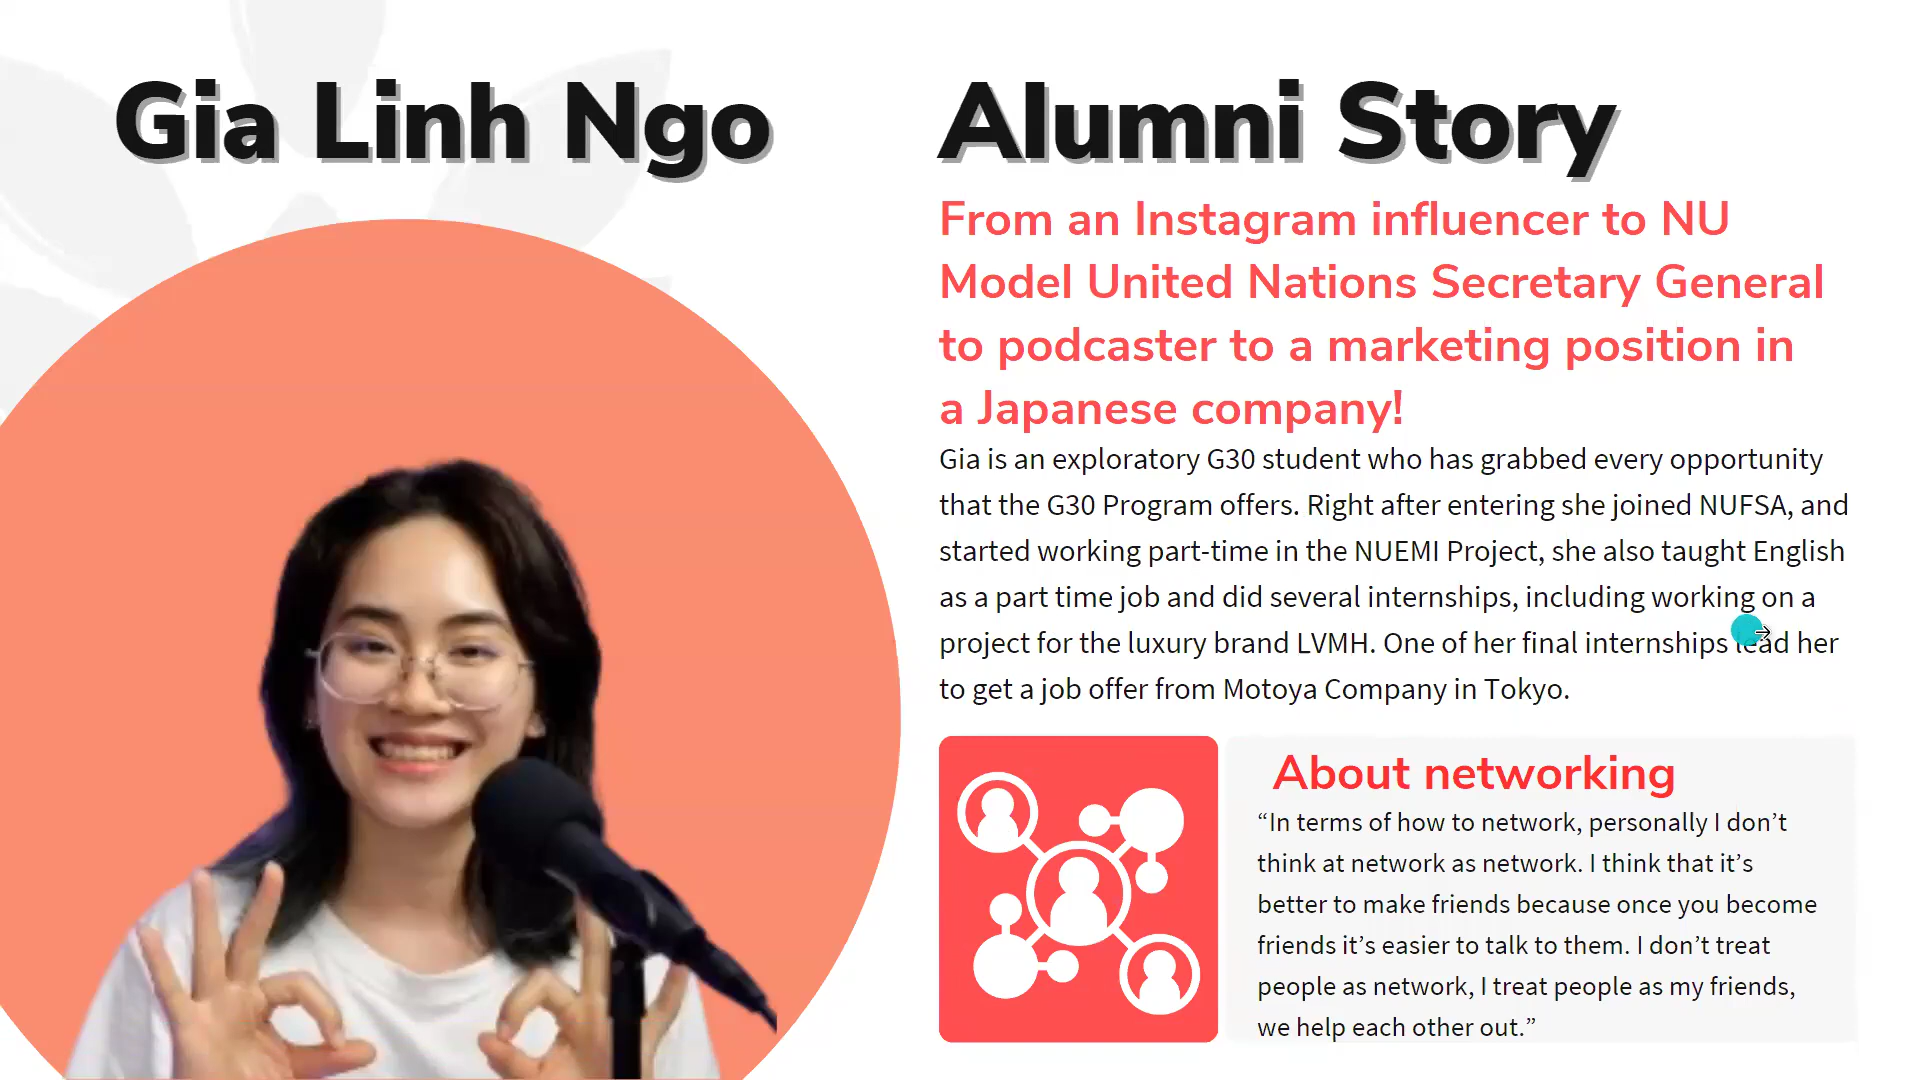 Gia Linh Ngo
Alumni Story
From an Instagram influencer to NU
Model United Nations Secretary General
to podcaster to a marketing position in
a Japanese company!
Gia is an exploratory G30 student who has grabbed every opportunity
that the G30 Program offers. Right after entering she joined NUFSA, and
started working part-time in the NUEMI Project, she also taught English
as a part time job and did several internships, including working on a
project for the luxury brand LVMH. One of her final internships lead her
to get a job offer from Motoya Company in Tokyo.
About networking
“In terms of how to network, personally I don’t
think at network as network. I think that it’s
better to make friends because once you become
friends it’s easier to talk to them. I don’t treat
people as network, I treat people as my friends,
we help each other out.”